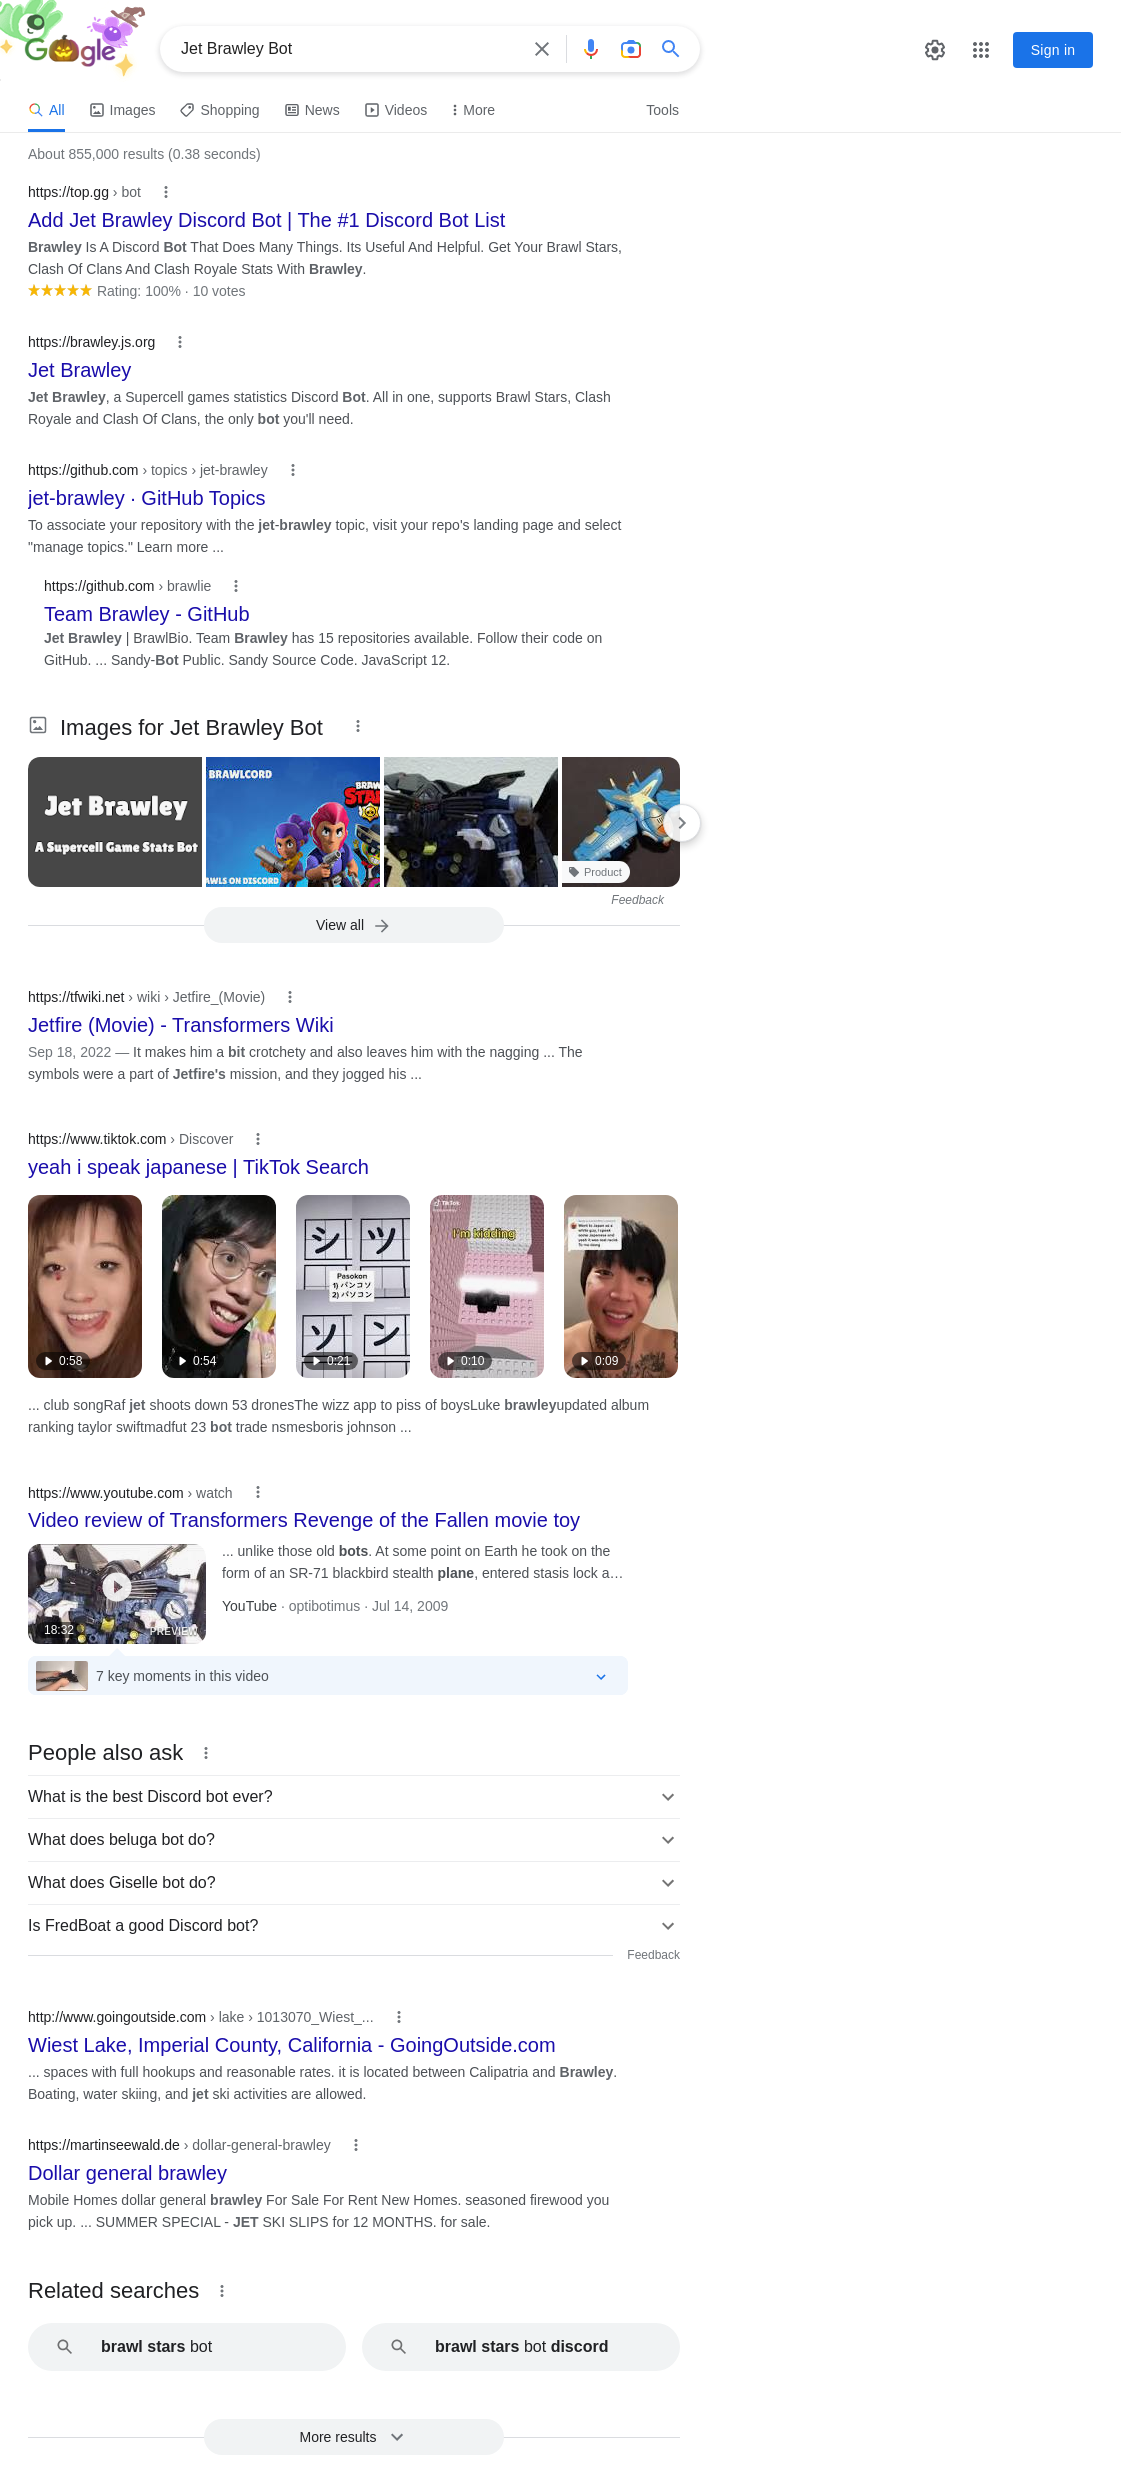 Google
Jet Brawley Bot
Sign in
All
Images
Shopping
News
Videos
More
Tools
About 855,000 results (0.38 seconds)
https://top.gg › bot
Add Jet Brawley Discord Bot | The #1 Discord Bot List
Brawley Is A Discord Bot That Does Many Things. Its Useful And Helpful. Get Your Brawl Stars,
Clash Of Clans And Clash Royale Stats With Brawley.
Rating: 100% · 10 votes
https://brawley.js.org
Jet Brawley
Jet Brawley, a Supercell games statistics Discord Bot. All in one, supports Brawl Stars, Clash
Royale and Clash Of Clans, the only bot you'll need.
https://github.com › topics › jet-brawley
jet-brawley · GitHub Topics
To associate your repository with the jet-brawley topic, visit your repo's landing page and select
"manage topics." Learn more ...
https://github.com › brawlie
Team Brawley - GitHub
Jet Brawley | BrawlBio. Team Brawley has 15 repositories available. Follow their code on
GitHub. ... Sandy-Bot Public. Sandy Source Code. JavaScript 12.
Images for Jet Brawley Bot
Jet Brawley
A Supercell Game Stats Bot
BRAWLCORD
BRAW
STA
AWLS ON DISCORD
Product
Feedback
View all
https://tfwiki.net › wiki › Jetfire_(Movie)
Jetfire (Movie) - Transformers Wiki
Sep 18, 2022 — It makes him a bit crotchety and also leaves him with the nagging ... The
symbols were a part of Jetfire's mission, and they jogged his ...
https://www.tiktok.com › Discover
yeah i speak japanese | TikTok Search
0:58
0:54
シ ツ
Pasokon
1) パンコソ
2) パソコン
ソ ン
0:21
TikTok
I'm kidding
0:10
0:09
... club songRaf jet shoots down 53 dronesThe wizz app to piss of boysLuke brawleyupdated album
ranking taylor swiftmadfut 23 bot trade nsmesboris johnson ...
https://www.youtube.com › watch
Video review of Transformers Revenge of the Fallen movie toy
18:32
PREVIEW
... unlike those old bots. At some point on Earth he took on the
form of an SR-71 blackbird stealth plane, entered stasis lock a…
YouTube · optibotimus · Jul 14, 2009
7 key moments in this video
People also ask
What is the best Discord bot ever?
What does beluga bot do?
What does Giselle bot do?
Is FredBoat a good Discord bot?
Feedback
http://www.goingoutside.com › lake › 1013070_Wiest_...
Wiest Lake, Imperial County, California - GoingOutside.com
... spaces with full hookups and reasonable rates. it is located between Calipatria and Brawley.
Boating, water skiing, and jet ski activities are allowed.
https://martinseewald.de › dollar-general-brawley
Dollar general brawley
Mobile Homes dollar general brawley For Sale For Rent New Homes. seasoned firewood you
pick up. ... SUMMER SPECIAL - JET SKI SLIPS for 12 MONTHS. for sale.
Related searches
brawl stars bot
brawl stars bot discord
More results